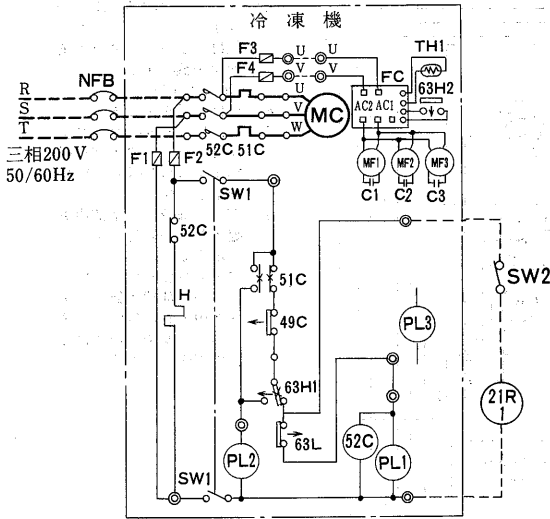 冷凍機
F3 U U TH1
F4 V V FC 63H2
NFB
R U
S V MC AC2 AC1
T W
三相200V F1 F2 52C 51C MF1 MF2 MF3
50/60Hz
SW1 C1 C2 C3
52C
SW2
51C
H
49C PL3
63H1
21R
1
52C
63L
PL2 PL1
SW1